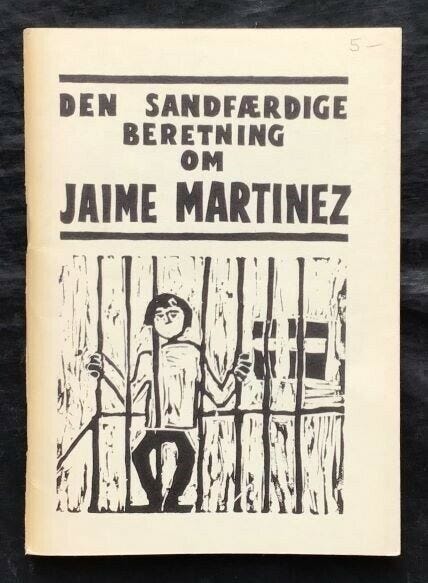 5-
DEN SANDFÆRDIGE
BERETNING
OM
JAIME MARTINEZ